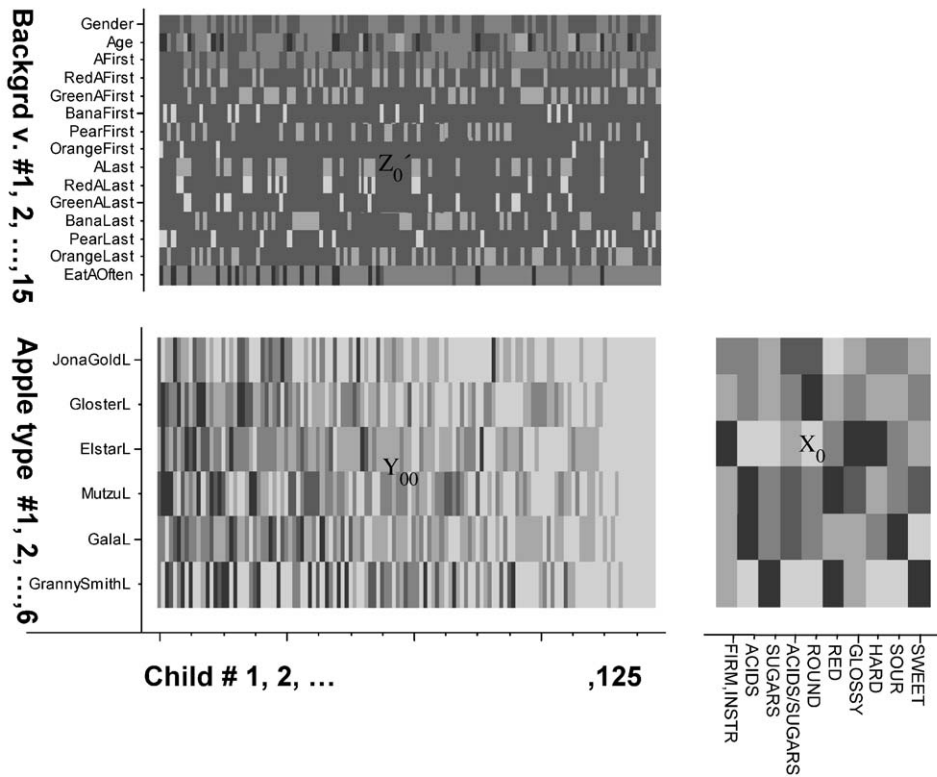 Backgrd v. #1, 2, ...,15
Gender
Age
AFirst
RedAFirst
GreenAFirst
BanaFirst
PearFirst
OrangeFirst
ALast
RedALast
GreenALast
BanaLast
PearLast
OrangeLast
EatAOften
Z0´
Apple type #1, 2, ...,6
JonaGoldL
GlosterL
ElstarL
MutzuL
GalaL
GrannySmithL
Y00
X0
Child # 1, 2, ... ,125
FIRM,INSTR
ACIDS
SUGARS
ACIDS/SUGARS
ROUND
RED
GLOSSY
HARD
SOUR
SWEET